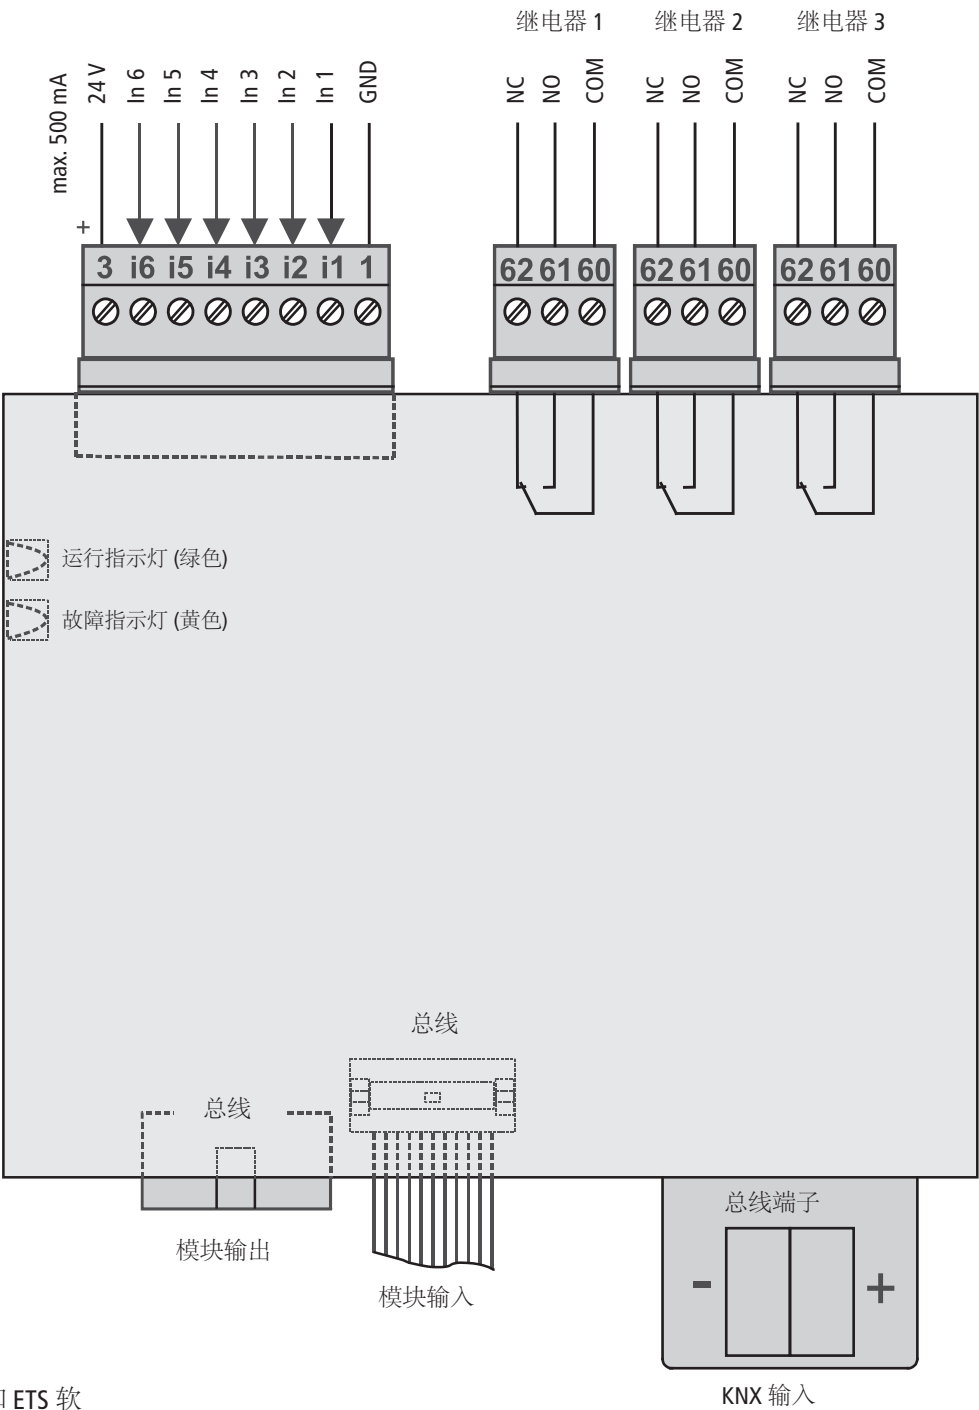 继电器 1 继电器 2 继电器 3
max. 500 mA
24 V In 6 In 5 In 4 In 3 In 2 In 1 GND NC NO COM NC NO COM NC NO COM
+
3 i6 i5 i4 i3 i2 i1 1 62 61 60 62 61 60 62 61 60
运行指示灯 (绿色)
故障指示灯 (黄色)
总线
总线
总线端子
模块输出
- +
模块输入
KNX 输入
ETS 软